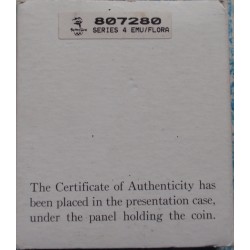 807280
SERIES 4 EMU/FLORA
The Certificate of Authenticity has
been placed in the presentation case,
under the panel holding the coin.